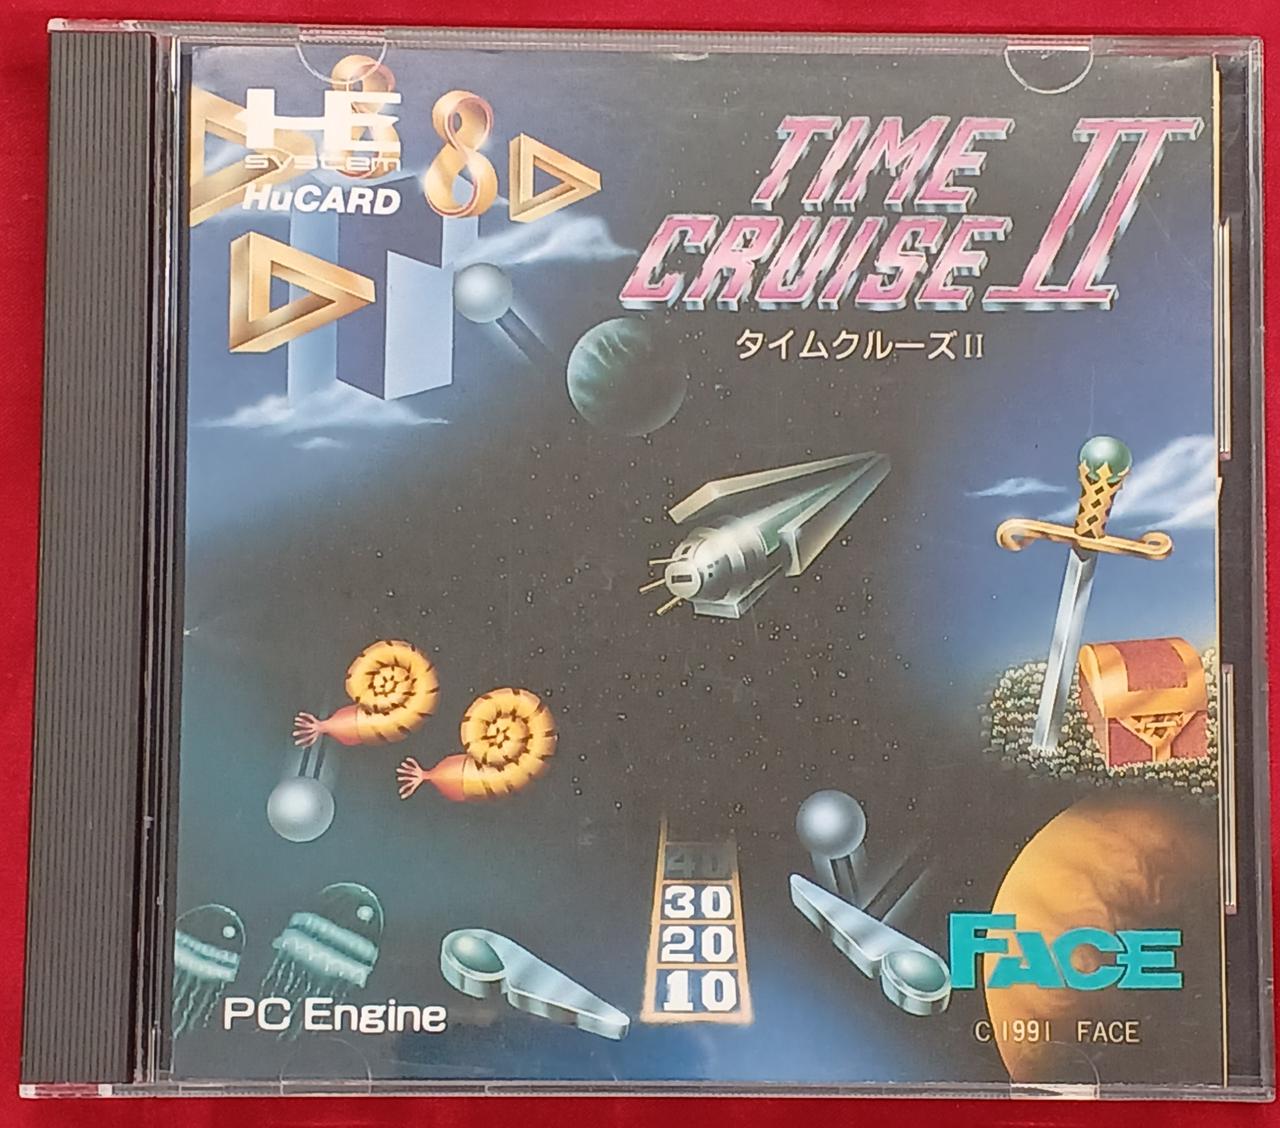 HE
system
HuCARD
TIME
CRUISE II
タイムクルーズII
40
30
20
10
FACE
PC Engine
C 1991 FACE